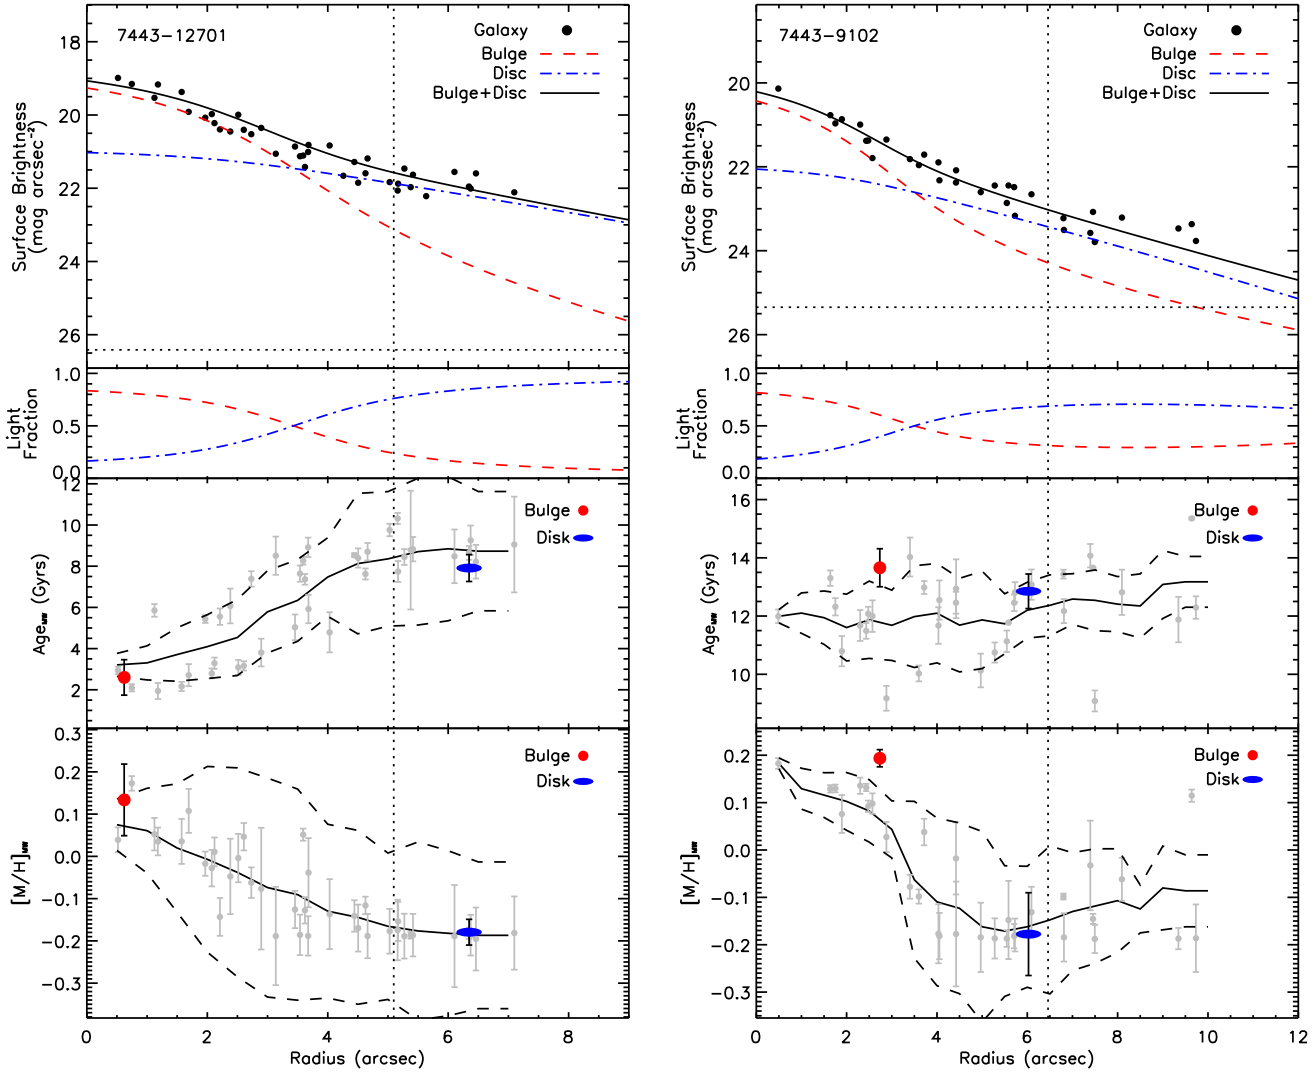 7443−12701
Galaxy
Bulge
Disc
Bulge+Disc
18
20
22
24
26
Surface Brightness
(mag arcsec⁻²)
1.0
0.5
0.0
Light
Fraction
12
10
8
6
4
2
Age (Gyrs)
Bulge
Disk
0.3
0.2
0.1
0.0
−0.1
−0.2
−0.3
[M/H]
Bulge
Disk
0 2 4 6 8
Radius (arcsec)
7443−9102
Galaxy
Bulge
Disc
Bulge+Disc
20
22
24
26
Surface Brightness
(mag arcsec⁻²)
1.0
0.5
0.0
Light
Fraction
16
14
12
10
Age (Gyrs)
Bulge
Disk
0.2
0.1
0.0
−0.1
−0.2
−0.3
[M/H]
Bulge
Disk
0 2 4 6 8 10 12
Radius (arcsec)